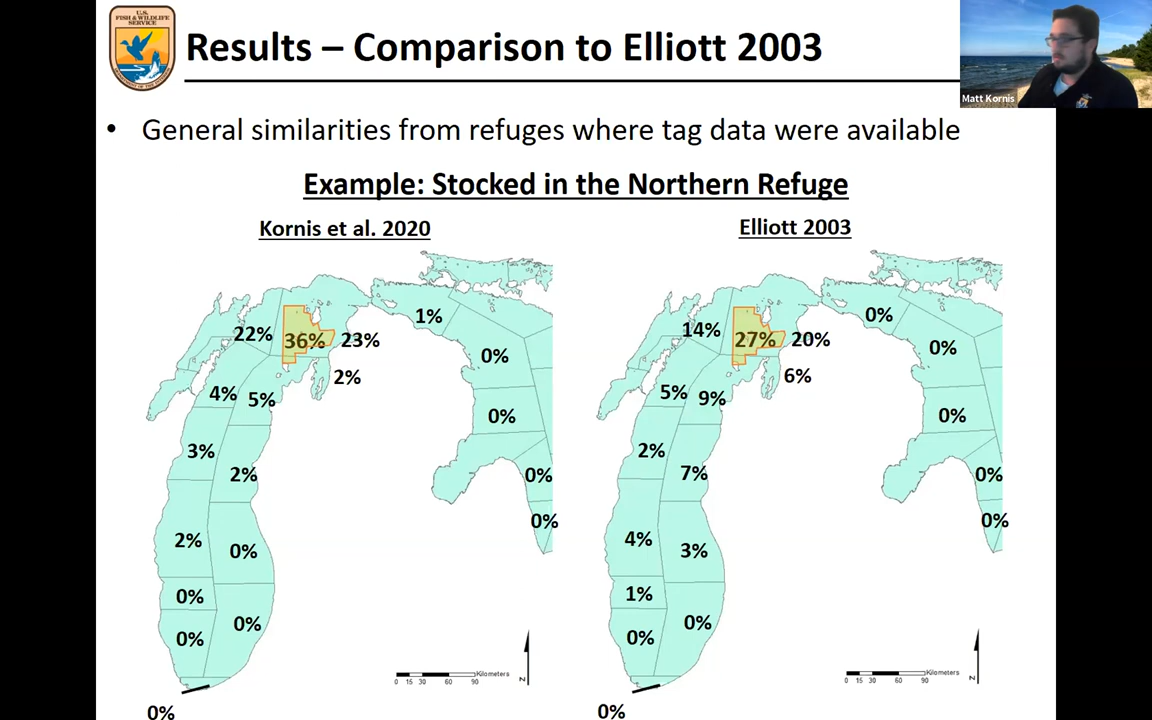 U.S.
FISH & WILDLIFE
SERVICE
Results – Comparison to Elliott 2003
Matt Kornis
• General similarities from refuges where tag data were available
Example: Stocked in the Northern Refuge
Kornis et al. 2020
22%
36%
23%
1%
2%
0%
4%
5%
0%
3%
2%
0%
0%
2%
0%
0%
0%
0%
Kilometers
0 15 30 60 90
N
0%
Elliott 2003
14%
27%
20%
0%
6%
0%
5%
9%
0%
2%
7%
0%
0%
4%
3%
1%
0%
0%
Kilometers
0 15 30 60 90
N
0%